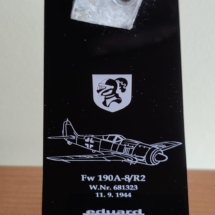 Fw 190A-8/R2
W.Nr. 681323
11. 9. 1944
eduard